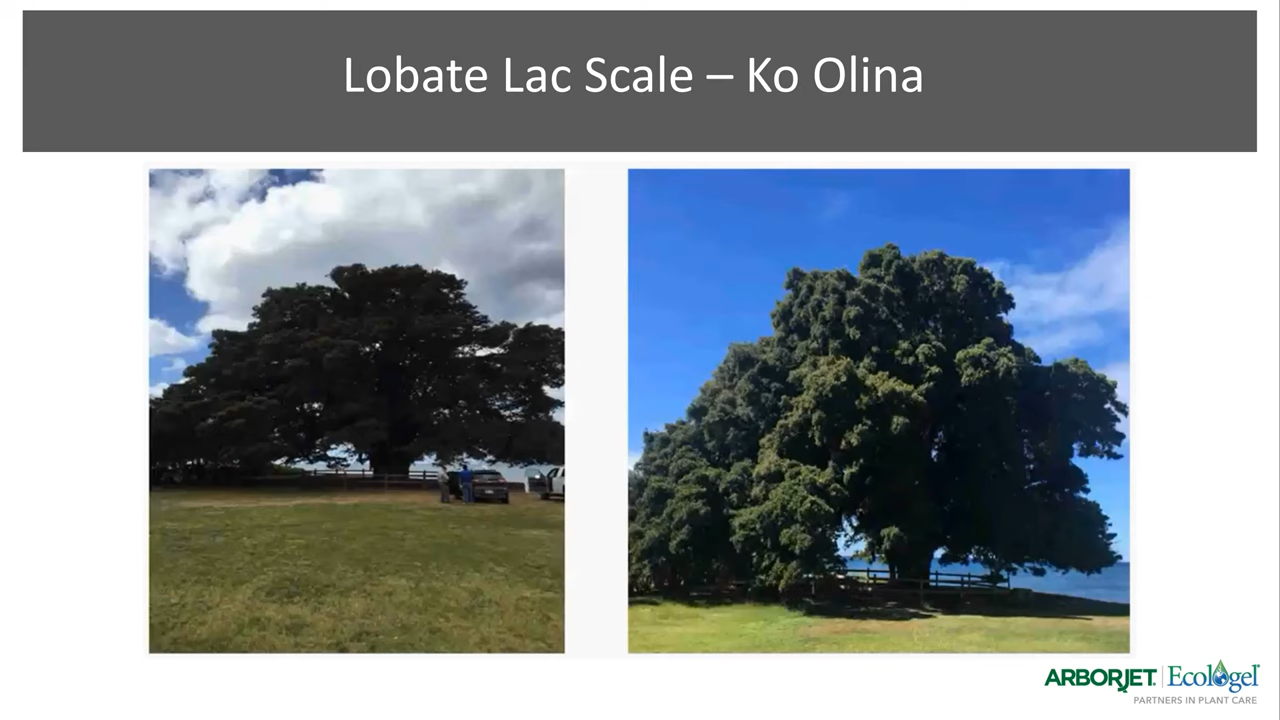 Lobate Lac Scale – Ko Olina
ARBORJET Ecologel
PARTNERS IN PLANT CARE